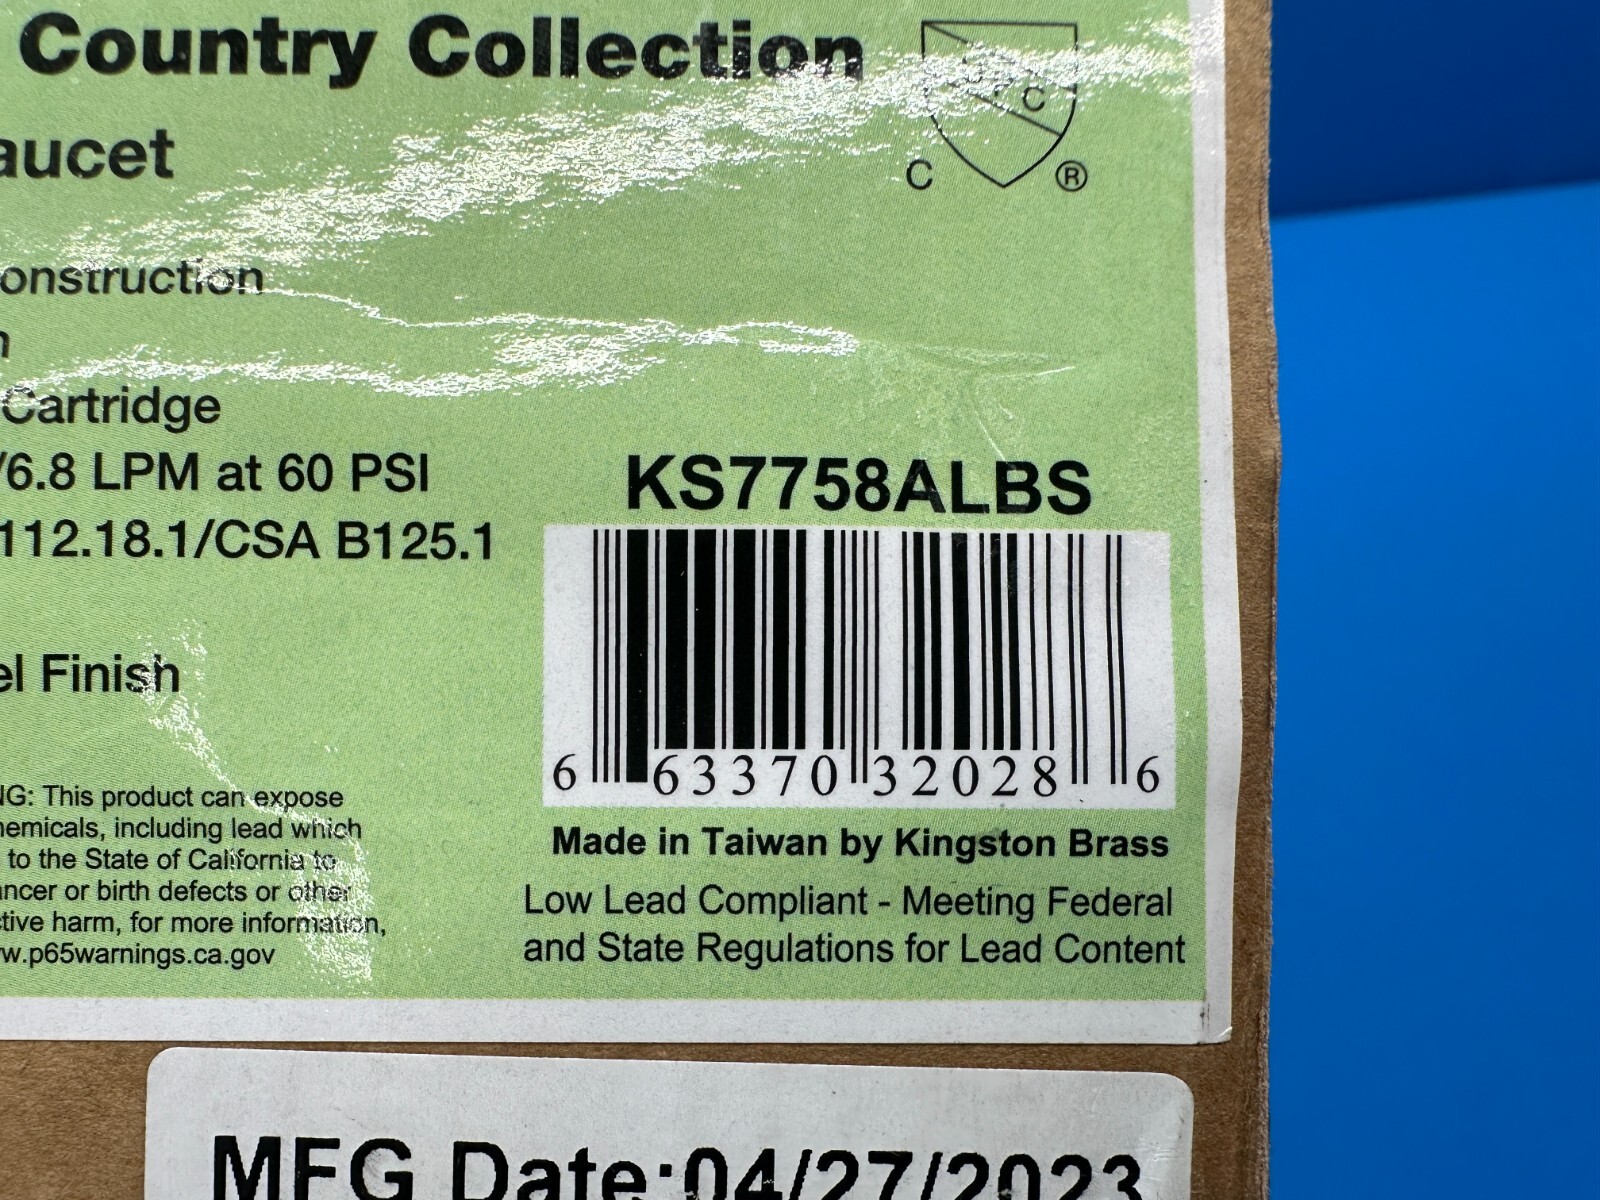 Country Collection
aucet
onstruction
n
Cartridge
/6.8 LPM at 60 PSI
112.18.1/CSA B125.1
el Finish
C
C ®
KS7758ALBS
6 63370 32028 6
Made in Taiwan by Kingston Brass
Low Lead Compliant - Meeting Federal
and State Regulations for Lead Content
NG: This product can expose
hemicals, including lead which
to the State of California to
ancer or birth defects or other
ctive harm, for more information,
w.p65warnings.ca.gov
MFG Date:04/27/2023